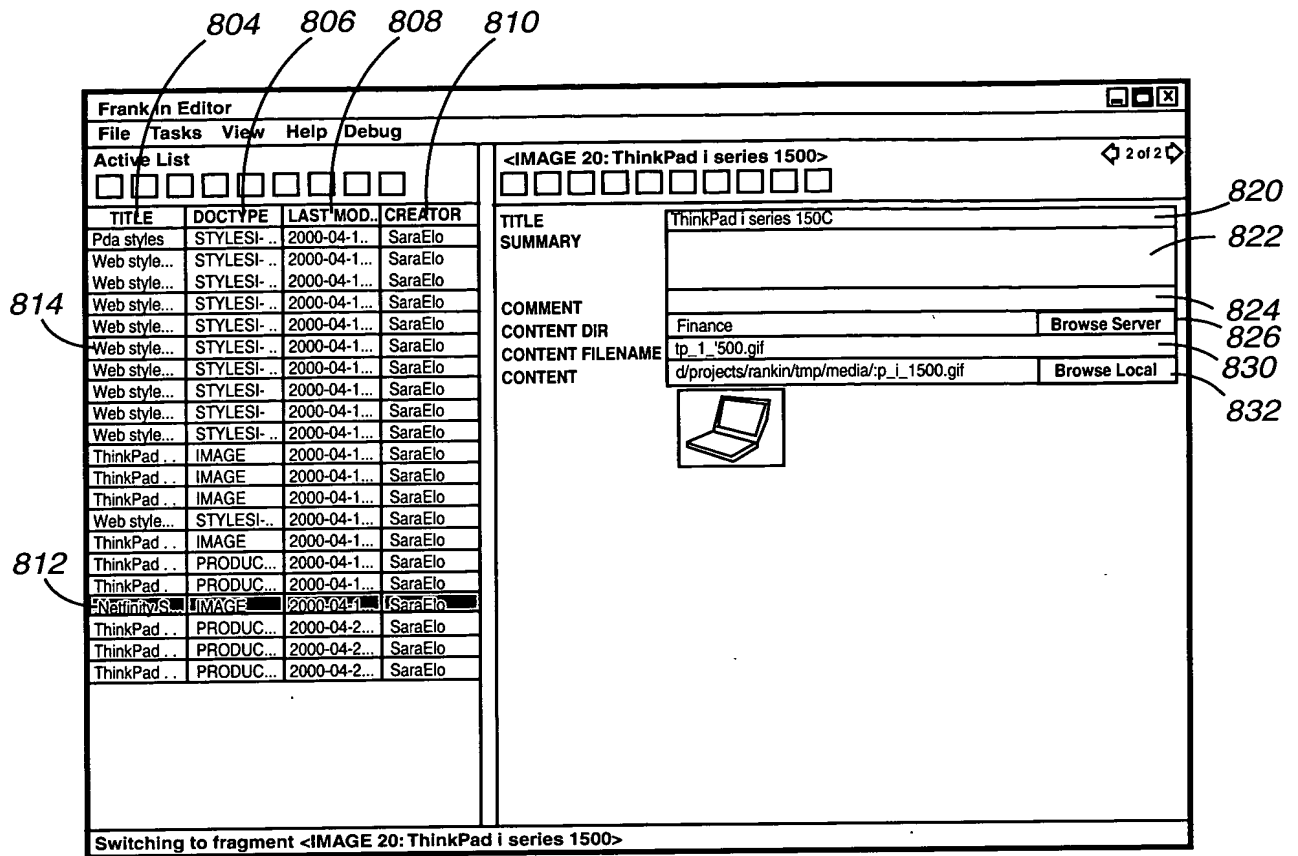 804 806 808 810
Frank in Editor
File Tasks View Help Debug
Active List
<IMAGE 20: ThinkPad i series 1500>
2 of 2
TITLE DOCTYPE LAST MOD.. CREATOR
Pda styles STYLESI- .. 2000-04-1.. SaraElo
Web style... STYLESI- .. 2000-04-1... SaraElo
Web style... STYLESI- .. 2000-04-1... SaraElo
Web style... STYLESI- .. 2000-04-1... SaraElo
Web style... STYLESI- .. 2000-04-1... SaraElo
Web style... STYLESI- .. 2000-04-1... SaraElo
Web style... STYLESI- .. 2000-04-1... SaraElo
Web style... STYLESI- .. 2000-04-1... SaraElo
Web style... STYLESI- 2000-04-1... SaraElo
Web style... STYLESI- .. 2000-04-1... SaraElo
ThinkPad . . IMAGE 2000-04-1... SaraElo
ThinkPad . . IMAGE 2000-04-1... SaraElo
ThinkPad . . IMAGE 2000-04-1... SaraElo
Web style... STYLESI-.. 2000-04-1... SaraElo
ThinkPad . . IMAGE 2000-04-1... SaraElo
ThinkPad . . PRODUC... 2000-04-1... SaraElo
ThinkPad . PRODUC... 2000-04-1... SaraElo
Netfinity S... IMAGE 2000-04-1... SaraElo
ThinkPad . . PRODUC... 2000-04-2... SaraElo
ThinkPad . . PRODUC... 2000-04-2... SaraElo
ThinkPad . . PRODUC... 2000-04-2... SaraElo
814
812
TITLE ThinkPad i series 150C
SUMMARY
COMMENT
CONTENT DIR Finance Browse Server
CONTENT FILENAME tp_1_'500.gif
CONTENT d/projects/rankin/tmp/media/:p_i_1500.gif Browse Local
820
822
824
826
830
832
Switching to fragment <IMAGE 20: ThinkPad i series 1500>